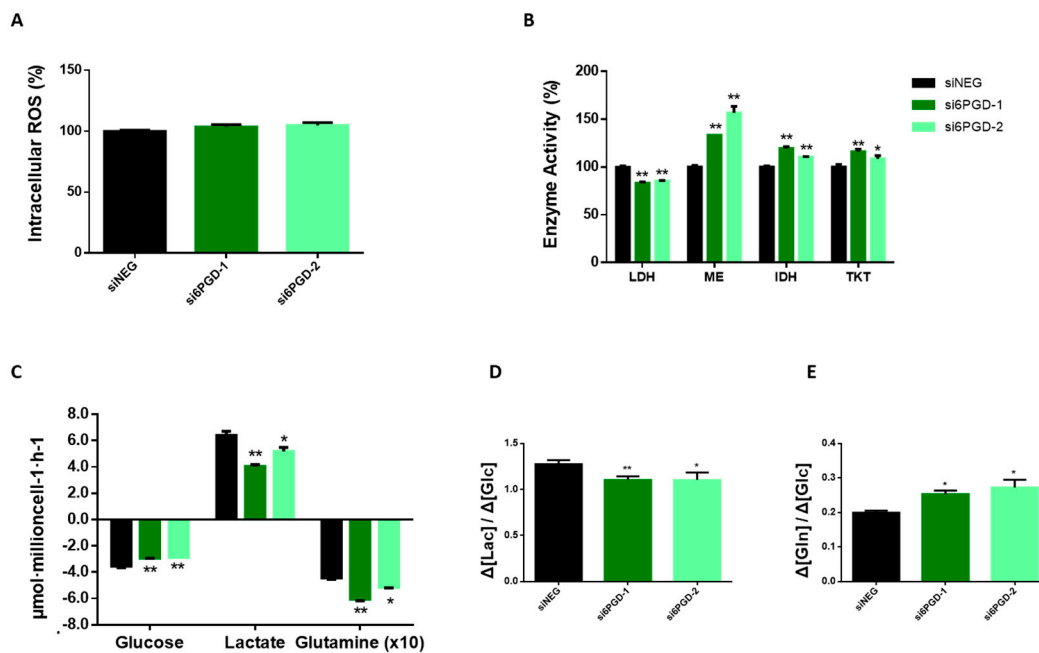 A
Intracellular ROS (%)
150
100
50
0
siNEG
si6PGD-1
si6PGD-2
B
Enzyme Activity (%)
200
150
100
50
0
** ** ** ** ** ** ** *
LDH ME IDH TKT
siNEG
si6PGD-1
si6PGD-2
C
µmol·millioncell-1·h-1
8.0
6.0
4.0
2.0
0.0
-2.0
-4.0
-6.0
-8.0
** *
** ** ** *
Glucose Lactate Glutamine (x10)
D
Δ[Lac] / Δ[Glc]
1.5
1.0
0.5
0.0
** *
siNEG
si6PGD-1
si6PGD-2
E
Δ[Gln] / Δ[Glc]
0.4
0.3
0.2
0.1
0.0
* *
siNEG
si6PGD-1
si6PGD-2